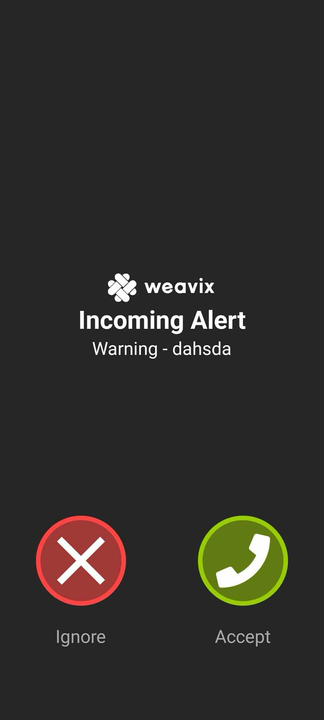 weavix
Incoming Alert
Warning - dahsda
Ignore
Accept